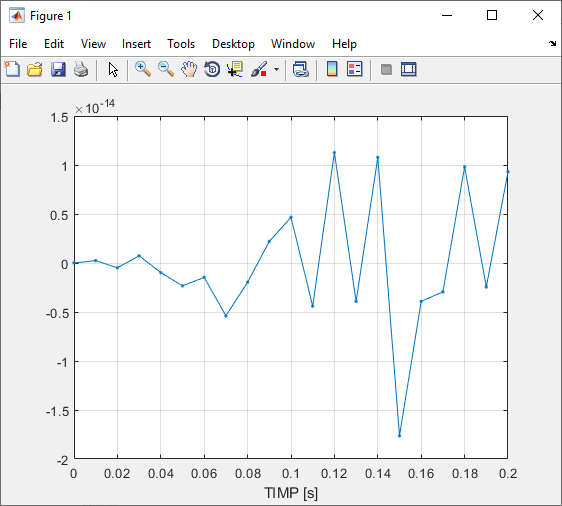 Figure 1
File Edit View Insert Tools Desktop Window Help
×10^-14
1.5
1
0.5
0
-0.5
-1
-1.5
-2
0 0.02 0.04 0.06 0.08 0.1 0.12 0.14 0.16 0.18 0.2
TIMP [s]